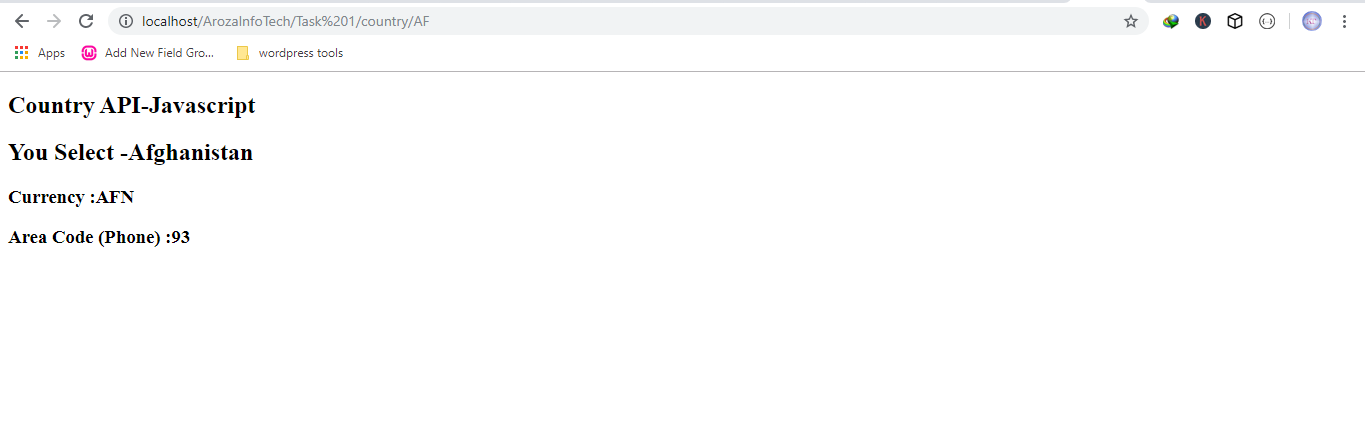 localhost/ArozaInfoTech/Task%201/country/AF
Apps Add New Field Gro... wordpress tools
Country API-Javascript
You Select -Afghanistan
Currency :AFN
Area Code (Phone) :93